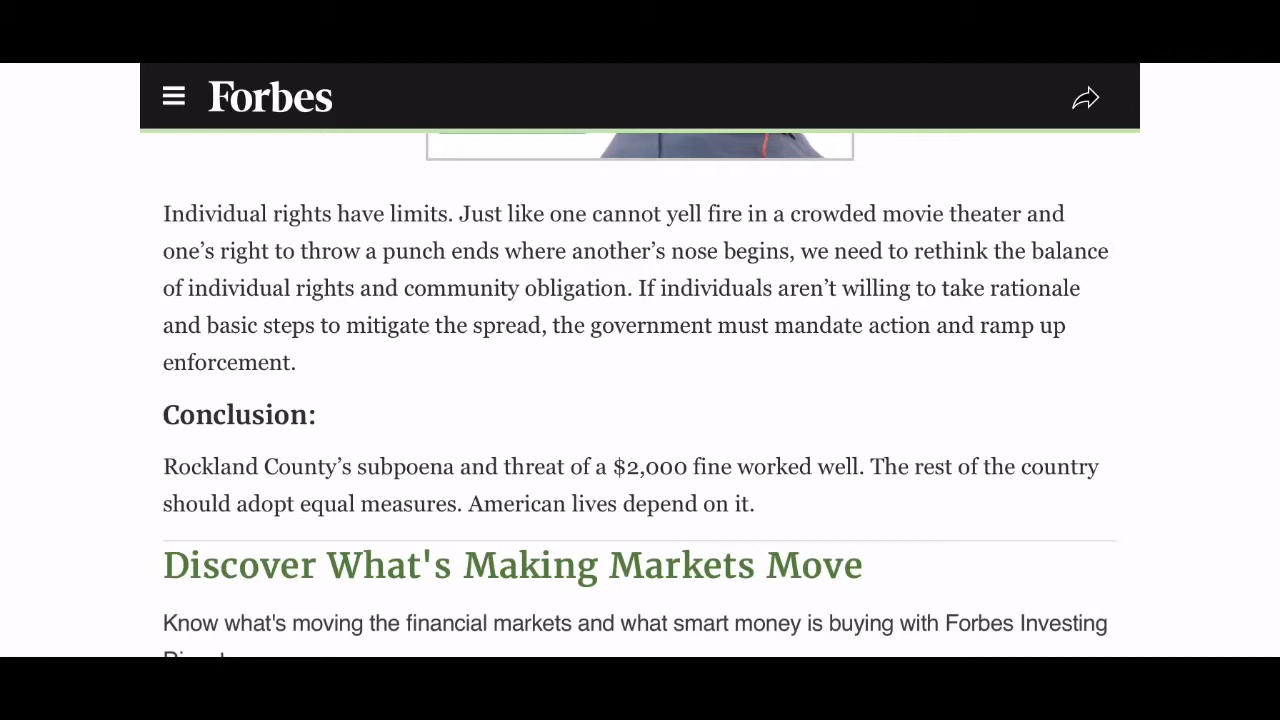 Forbes
Individual rights have limits. Just like one cannot yell fire in a crowded movie theater and
one’s right to throw a punch ends where another’s nose begins, we need to rethink the balance
of individual rights and community obligation. If individuals aren’t willing to take rationale
and basic steps to mitigate the spread, the government must mandate action and ramp up
enforcement.
Conclusion:
Rockland County’s subpoena and threat of a $2,000 fine worked well. The rest of the country
should adopt equal measures. American lives depend on it.
Discover What's Making Markets Move
Know what's moving the financial markets and what smart money is buying with Forbes Investing